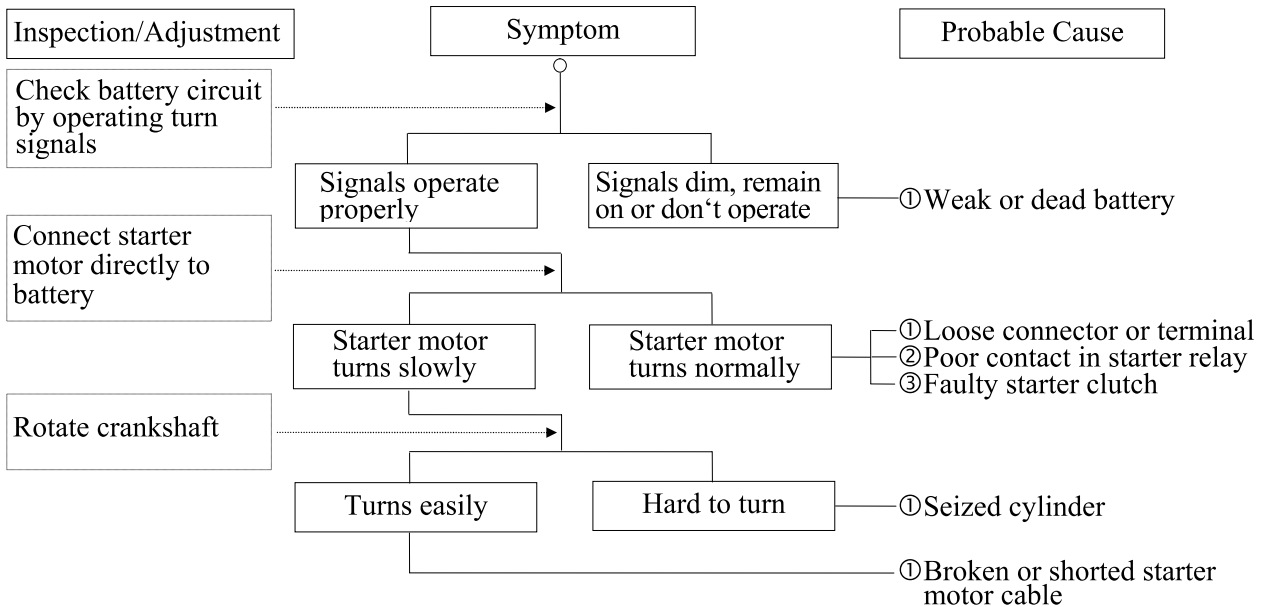 Inspection/Adjustment
Symptom
Probable Cause
Check battery circuit
by operating turn
signals
Signals operate
properly
Signals dim, remain
on or don‘t operate
①Weak or dead battery
Connect starter
motor directly to
battery
Starter motor
turns slowly
Starter motor
turns normally
①Loose connector or terminal
②Poor contact in starter relay
③Faulty starter clutch
Rotate crankshaft
Turns easily
Hard to turn
①Seized cylinder
①Broken or shorted starter
motor cable